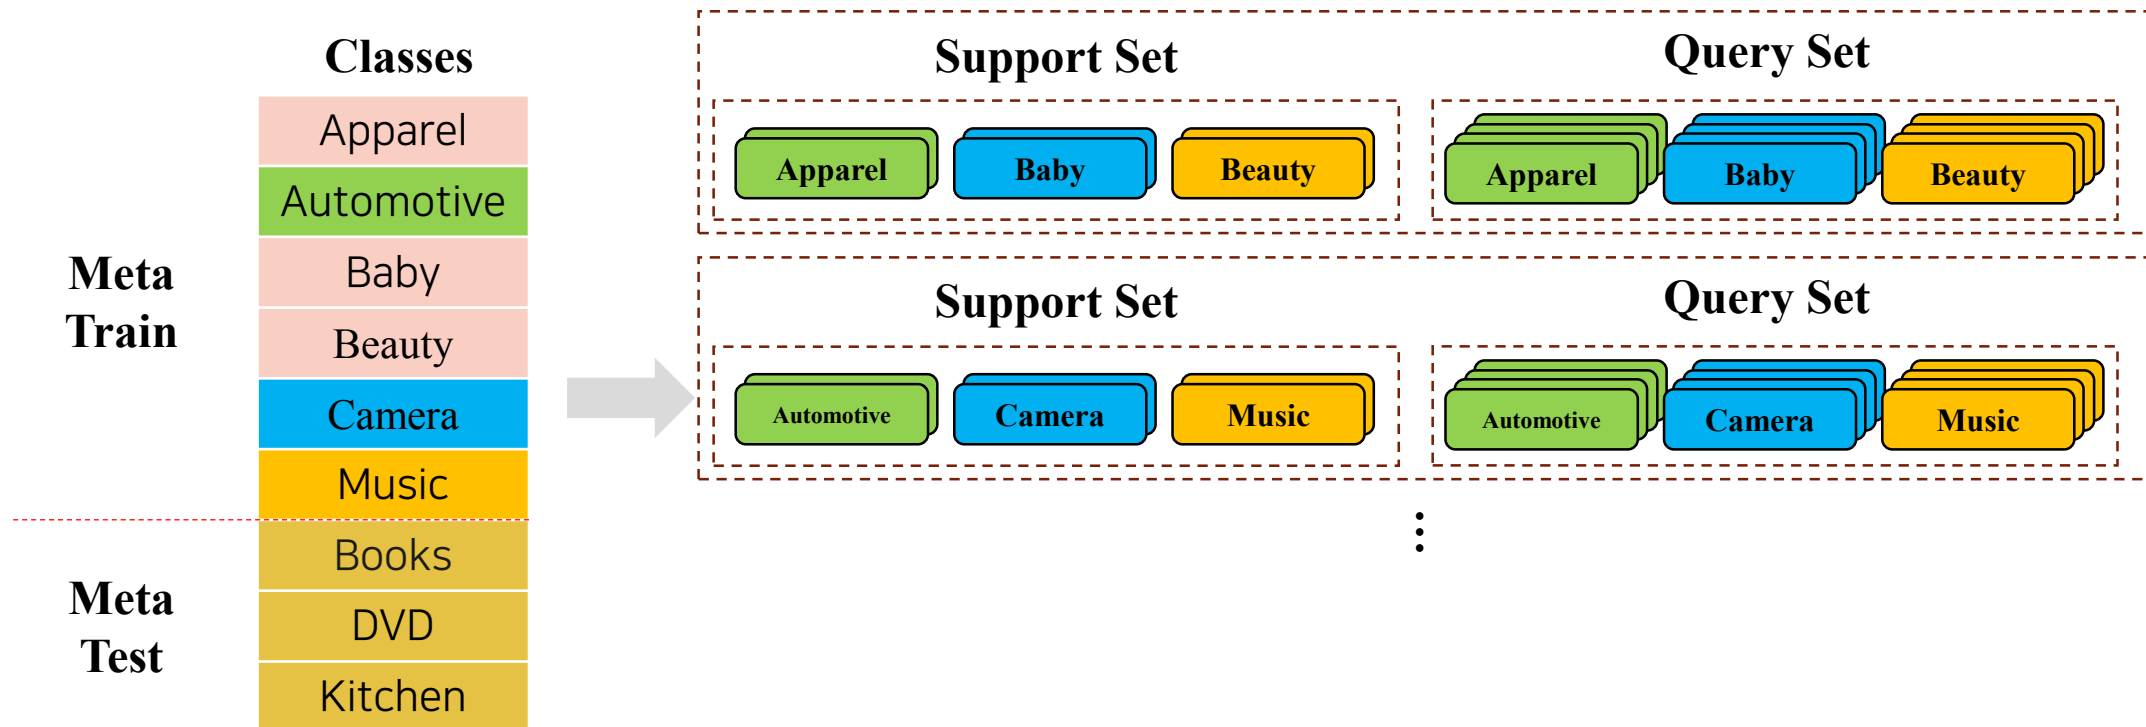 Classes
Apparel
Automotive
Baby
Beauty
Camera
Music
Books
DVD
Kitchen
Meta
Train
Meta
Test
Support Set
Query Set
Apparel Baby Beauty
Apparel Baby Beauty
Support Set
Query Set
Automotive Camera Music
Automotive Camera Music